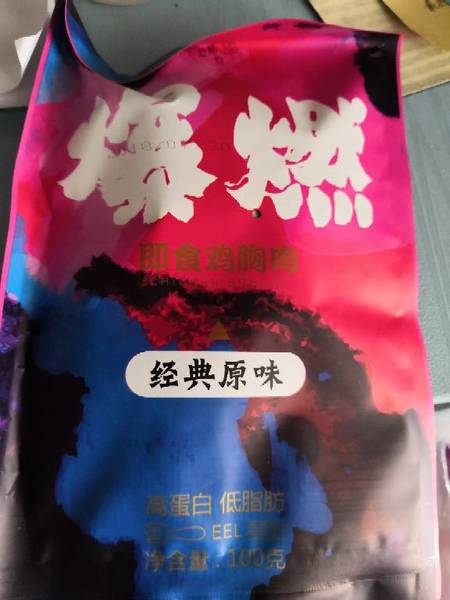 爆燃
即食鸡胸肉
经典原味
高蛋白 低脂肪
EEL
净含量：100克